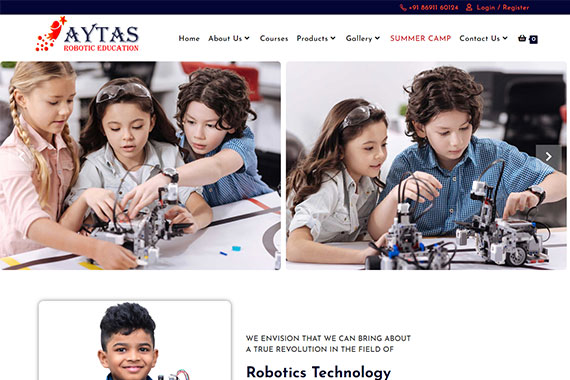 +91 86911 60124 Login / Register
AYTAS
ROBOTIC EDUCATION
Home About Us Courses Products Gallery SUMMER CAMP Contact Us 0
WE ENVISION THAT WE CAN BRING ABOUT
A TRUE REVOLUTION IN THE FIELD OF
Robotics Technology